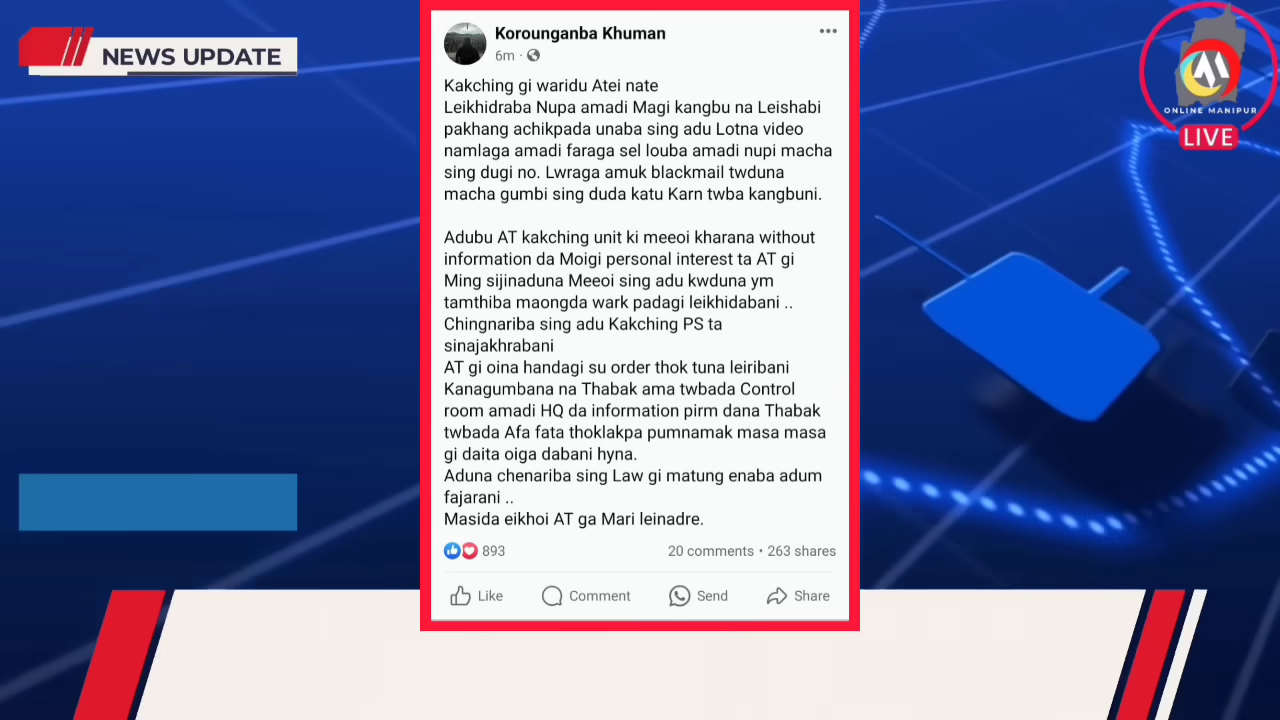 NEWS UPDATE
Korounganba Khuman
6m
Kakching gi waridu Atei nate
Leikhidraba Nupa amadi Magi kangbu na Leishabi
pakhang achikpada unaba sing adu Lotna video
namlaga amadi faraga sel louba amadi nupi macha
sing dugi no. Lwraga amuk blackmail twduna
macha gumbi sing duda katu Karn twba kangbuni.
Adubu AT kakching unit ki meeoi kharana without
information da Moigi personal interest ta AT gi
Ming sijinaduna Meeoi sing adu kwduna ym
tamthiba maongda wark padagi leikhidabani ..
Chingnariba sing adu Kakching PS ta
sinajakhrabani
AT gi oina handagi su order thok tuna leiribani
Kanagumbana na Thabak ama twbada Control
room amadi HQ da information pirm dana Thabak
twbada Afa fata thoklakpa pumnamak masa masa
gi daita oiga dabani hyna.
Aduna chenariba sing Law gi matung enaba adum
fajarani ..
Masida eikhoi AT ga Mari leinadre.
893
20 comments • 263 shares
Like Comment Send Share
ONLINE MANIPUR
LIVE